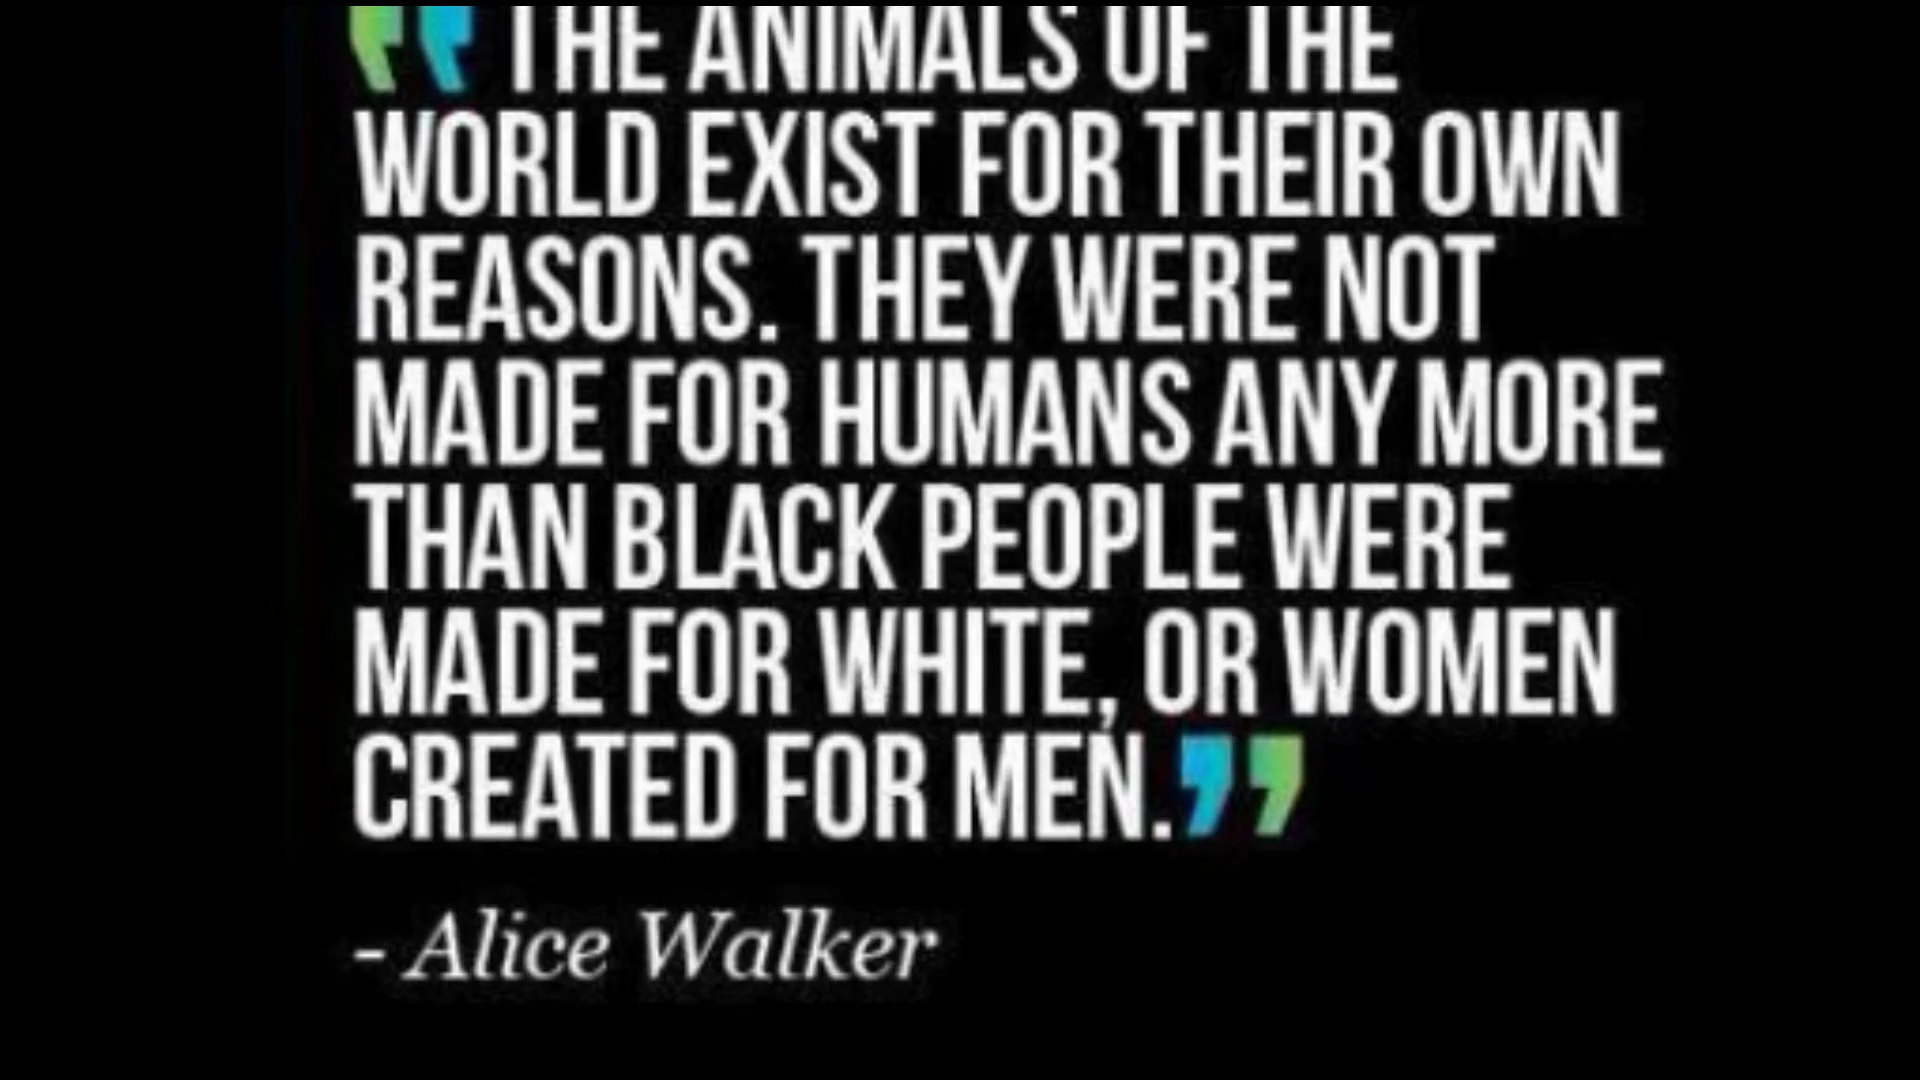 “ THE ANIMALS OF THE
WORLD EXIST FOR THEIR OWN
REASONS. THEY WERE NOT
MADE FOR HUMANS ANY MORE
THAN BLACK PEOPLE WERE
MADE FOR WHITE, OR WOMEN
CREATED FOR MEN.”
- Alice Walker